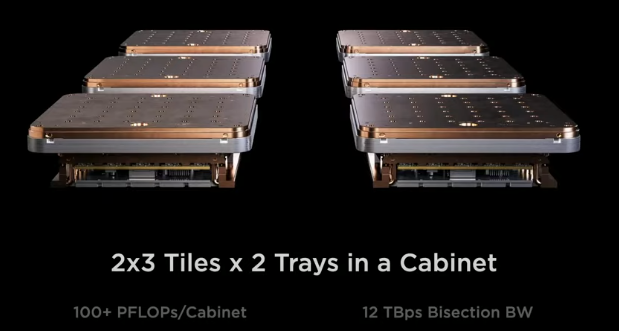 2x3 Tiles x 2 Trays in a Cabinet
100+ PFLOPs/Cabinet
12 TBps Bisection BW